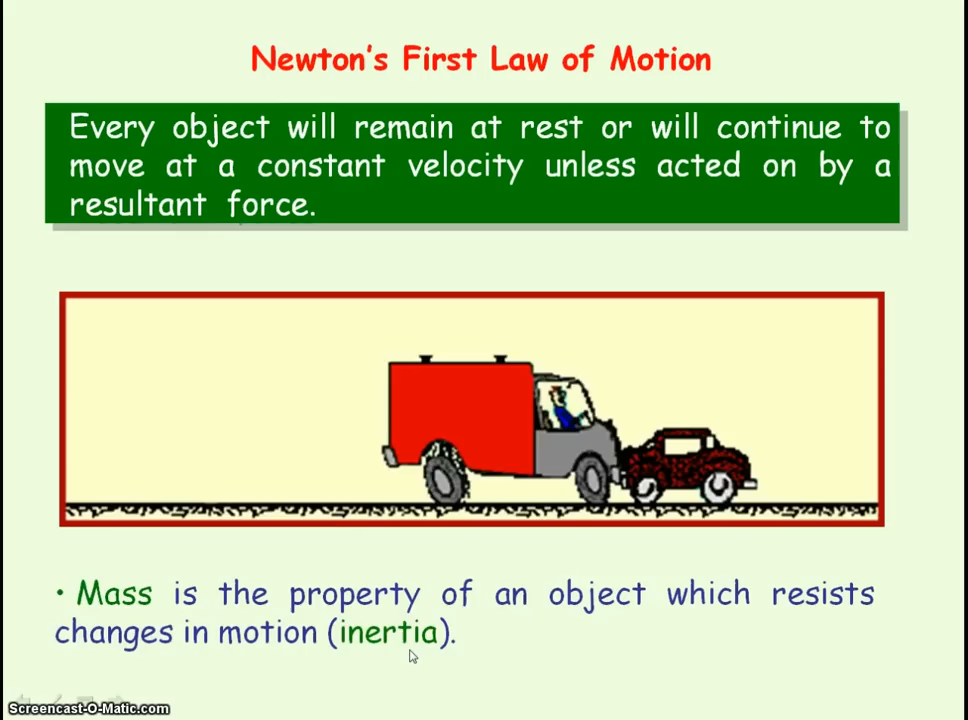 Newton's First Law of Motion
Every object will remain at rest or will continue to
move at a constant velocity unless acted on by a
resultant force.
• Mass is the property of an object which resists
changes in motion (inertia).
Screencast-O-Matic.com